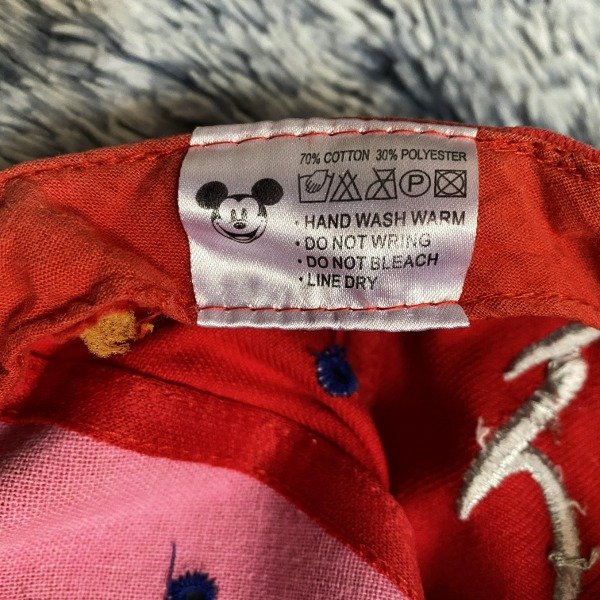 70% COTTON 30% POLYESTER
• HAND WASH WARM
• DO NOT WRING
• DO NOT BLEACH
• LINE DRY